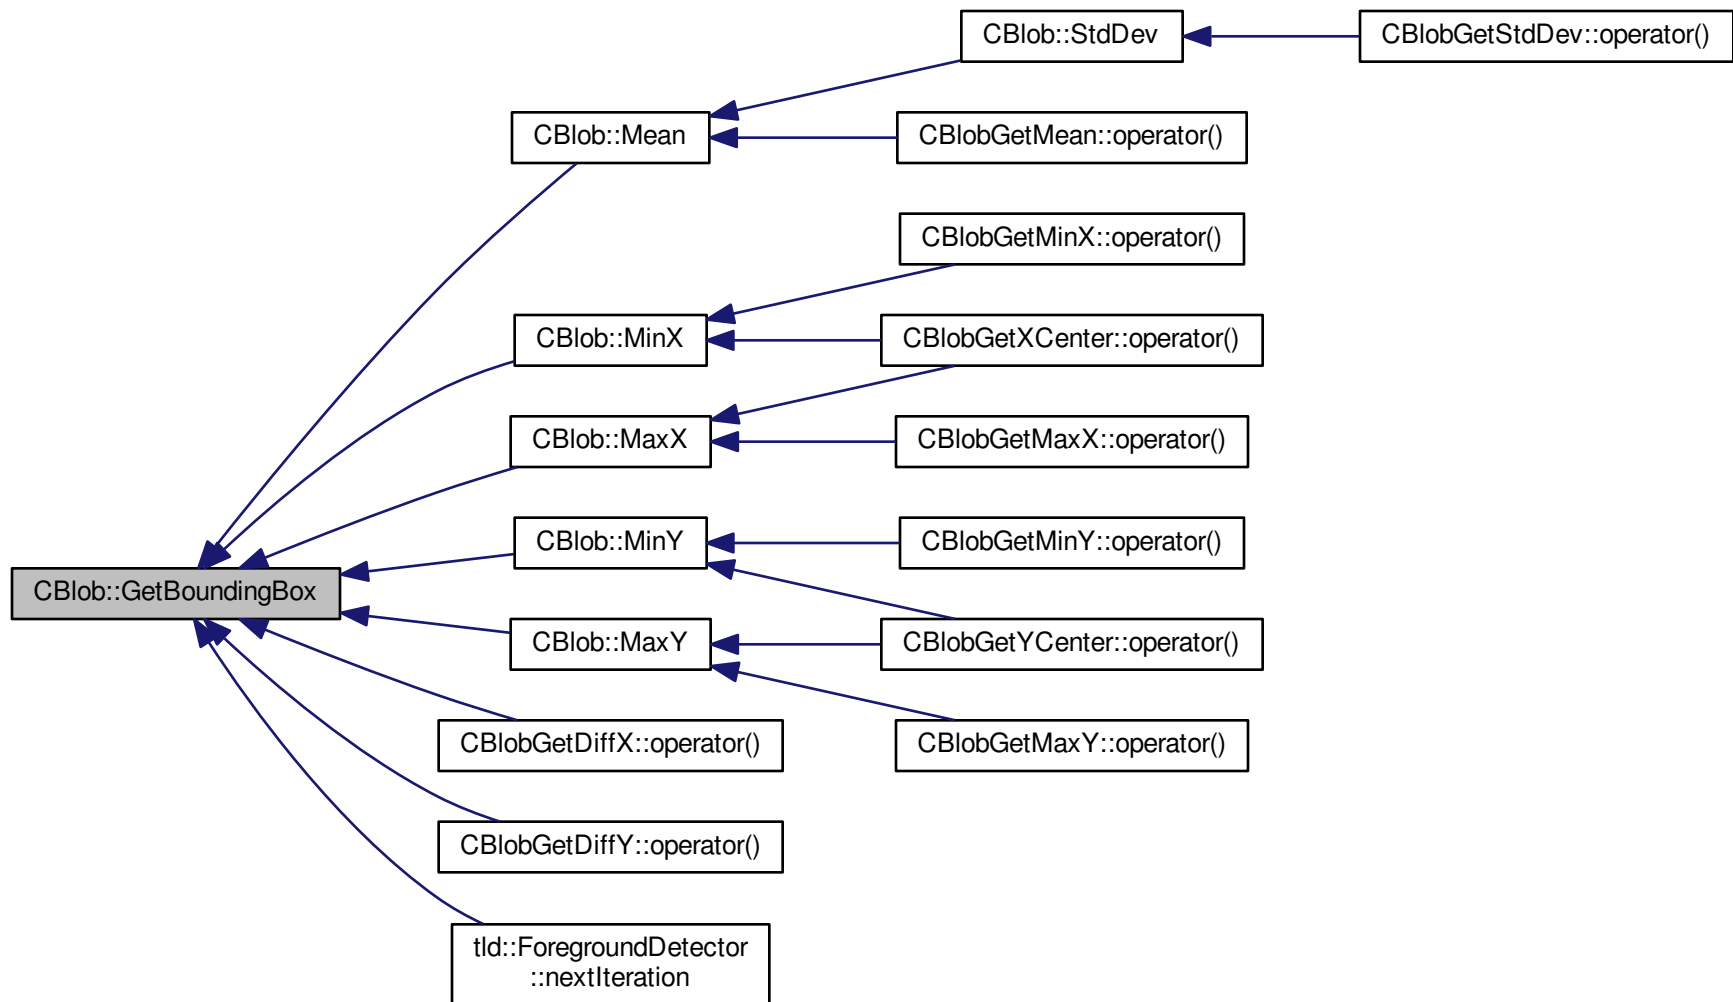 CBlob::StdDev
CBlobGetStdDev::operator()
CBlob::Mean
CBlobGetMean::operator()
CBlobGetMinX::operator()
CBlob::MinX
CBlobGetXCenter::operator()
CBlob::MaxX
CBlobGetMaxX::operator()
CBlob::MinY
CBlobGetMinY::operator()
CBlob::GetBoundingBox
CBlob::MaxY
CBlobGetYCenter::operator()
CBlobGetDiffX::operator()
CBlobGetMaxY::operator()
CBlobGetDiffY::operator()
tld::ForegroundDetector
::nextIteration